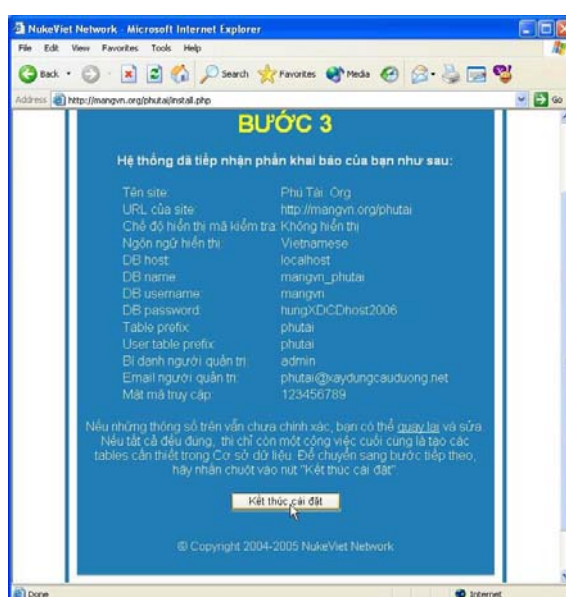 NukeViet Network - Microsoft Internet Explorer
File Edit View Favorites Tools Help
Back Search Favorites Media
Address http://mangvn.org/phutai/install.php Go
BƯỚC 3
Hệ thống đã tiếp nhận phần khai báo của bạn như sau:
Tên site: Phú Tài. Org
URL của site: http://mangvn.org/phutai
Chế độ hiển thị mã kiểm tra: Không hiển thị
Ngôn ngữ hiển thị: Vietnamese
DB host: localhost
DB name: mangvn_phutai
DB username: mangvn
DB password: hungXDCDhost2006
Table prefix: phutai
User table prefix: phutai
Bí danh người quản trị: admin
Email người quản trị: phutai@xaydungcauduong.net
Mật mã truy cập: 123456789
Nếu những thông số trên vẫn chưa chính xác, bạn có thể quay lại và sửa.
Nếu tất cả đều đúng, thì chỉ còn một công việc cuối cùng là tạo các
tables cần thiết trong Cơ sở dữ liệu. Để chuyển sang bước tiếp theo,
hãy nhấn chuột vào nút "Kết thúc cài đặt".
Kết thúc cài đặt
© Copyright 2004-2005 NukeViet Network
Done Internet